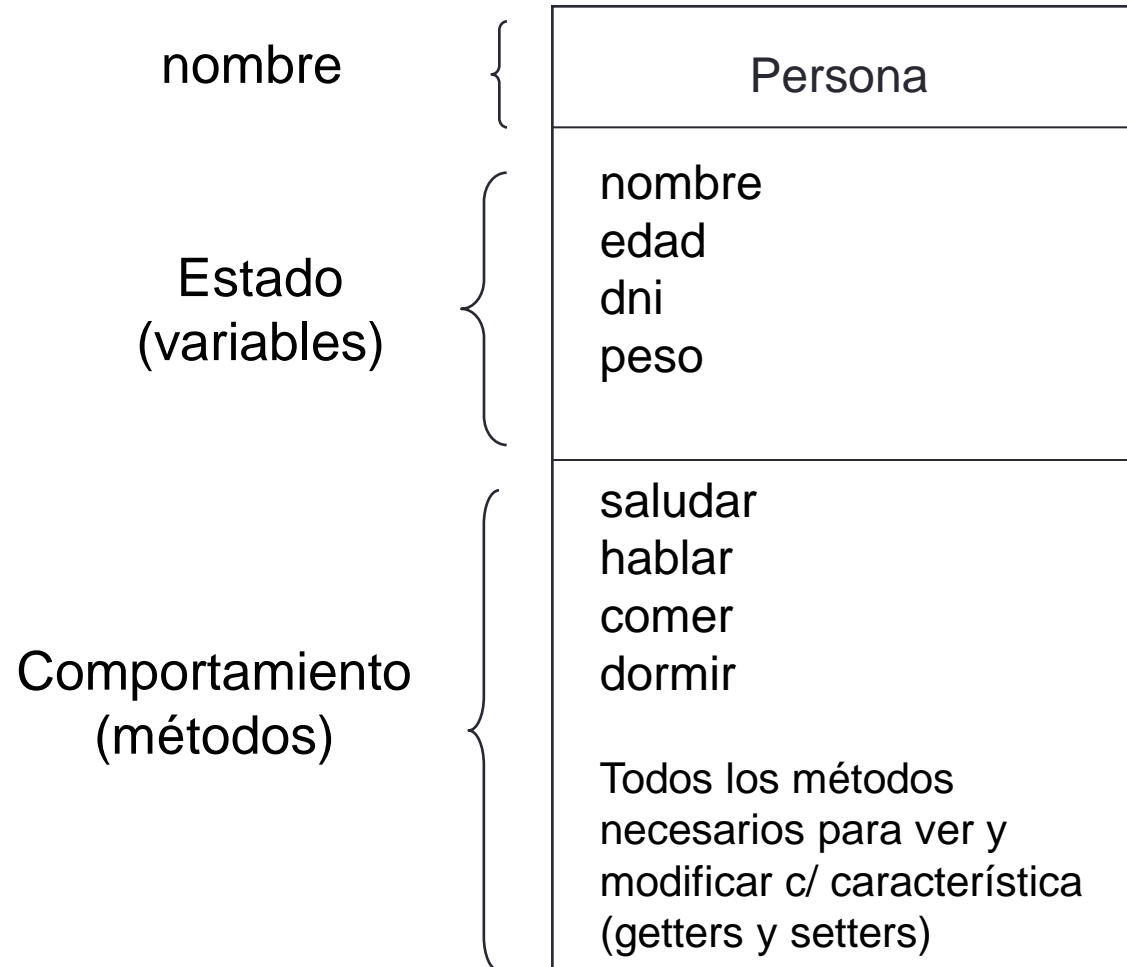 nombre
Persona
Estado
(variables)
nombre
edad
dni
peso
Comportamiento
(métodos)
saludar
hablar
comer
dormir
Todos los métodos
necesarios para ver y
modificar c/ característica
(getters y setters)